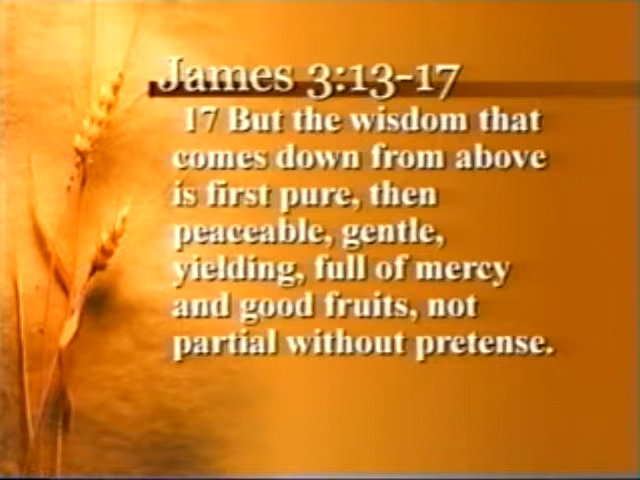 James 3:13-17
17 But the wisdom that
comes down from above
is first pure, then
peaceable, gentle,
yielding, full of mercy
and good fruits, not
partial without pretense.